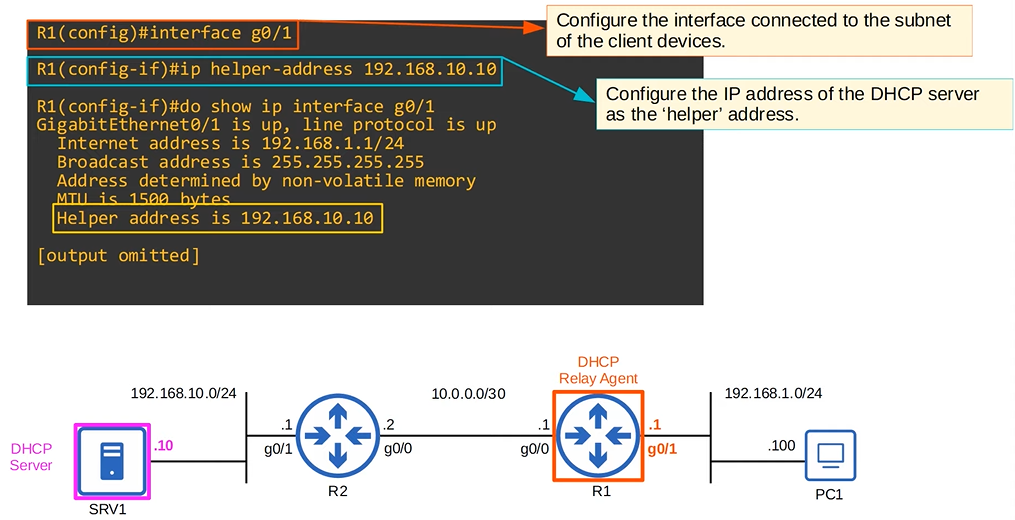 R1(config)#interface g0/1
Configure the interface connected to the subnet
of the client devices.
R1(config-if)#ip helper-address 192.168.10.10
Configure the IP address of the DHCP server
as the ‘helper’ address.
R1(config-if)#do show ip interface g0/1
GigabitEthernet0/1 is up, line protocol is up
Internet address is 192.168.1.1/24
Broadcast address is 255.255.255.255
Address determined by non-volatile memory
MTU is 1500 bytes
Helper address is 192.168.10.10
[output omitted]
DHCP
Relay Agent
192.168.10.0/24
10.0.0.0/30
192.168.1.0/24
DHCP
Server
.10
.1
g0/1
.2
g0/0
.1
g0/0
.1
g0/1
.100
SRV1
R2
R1
PC1